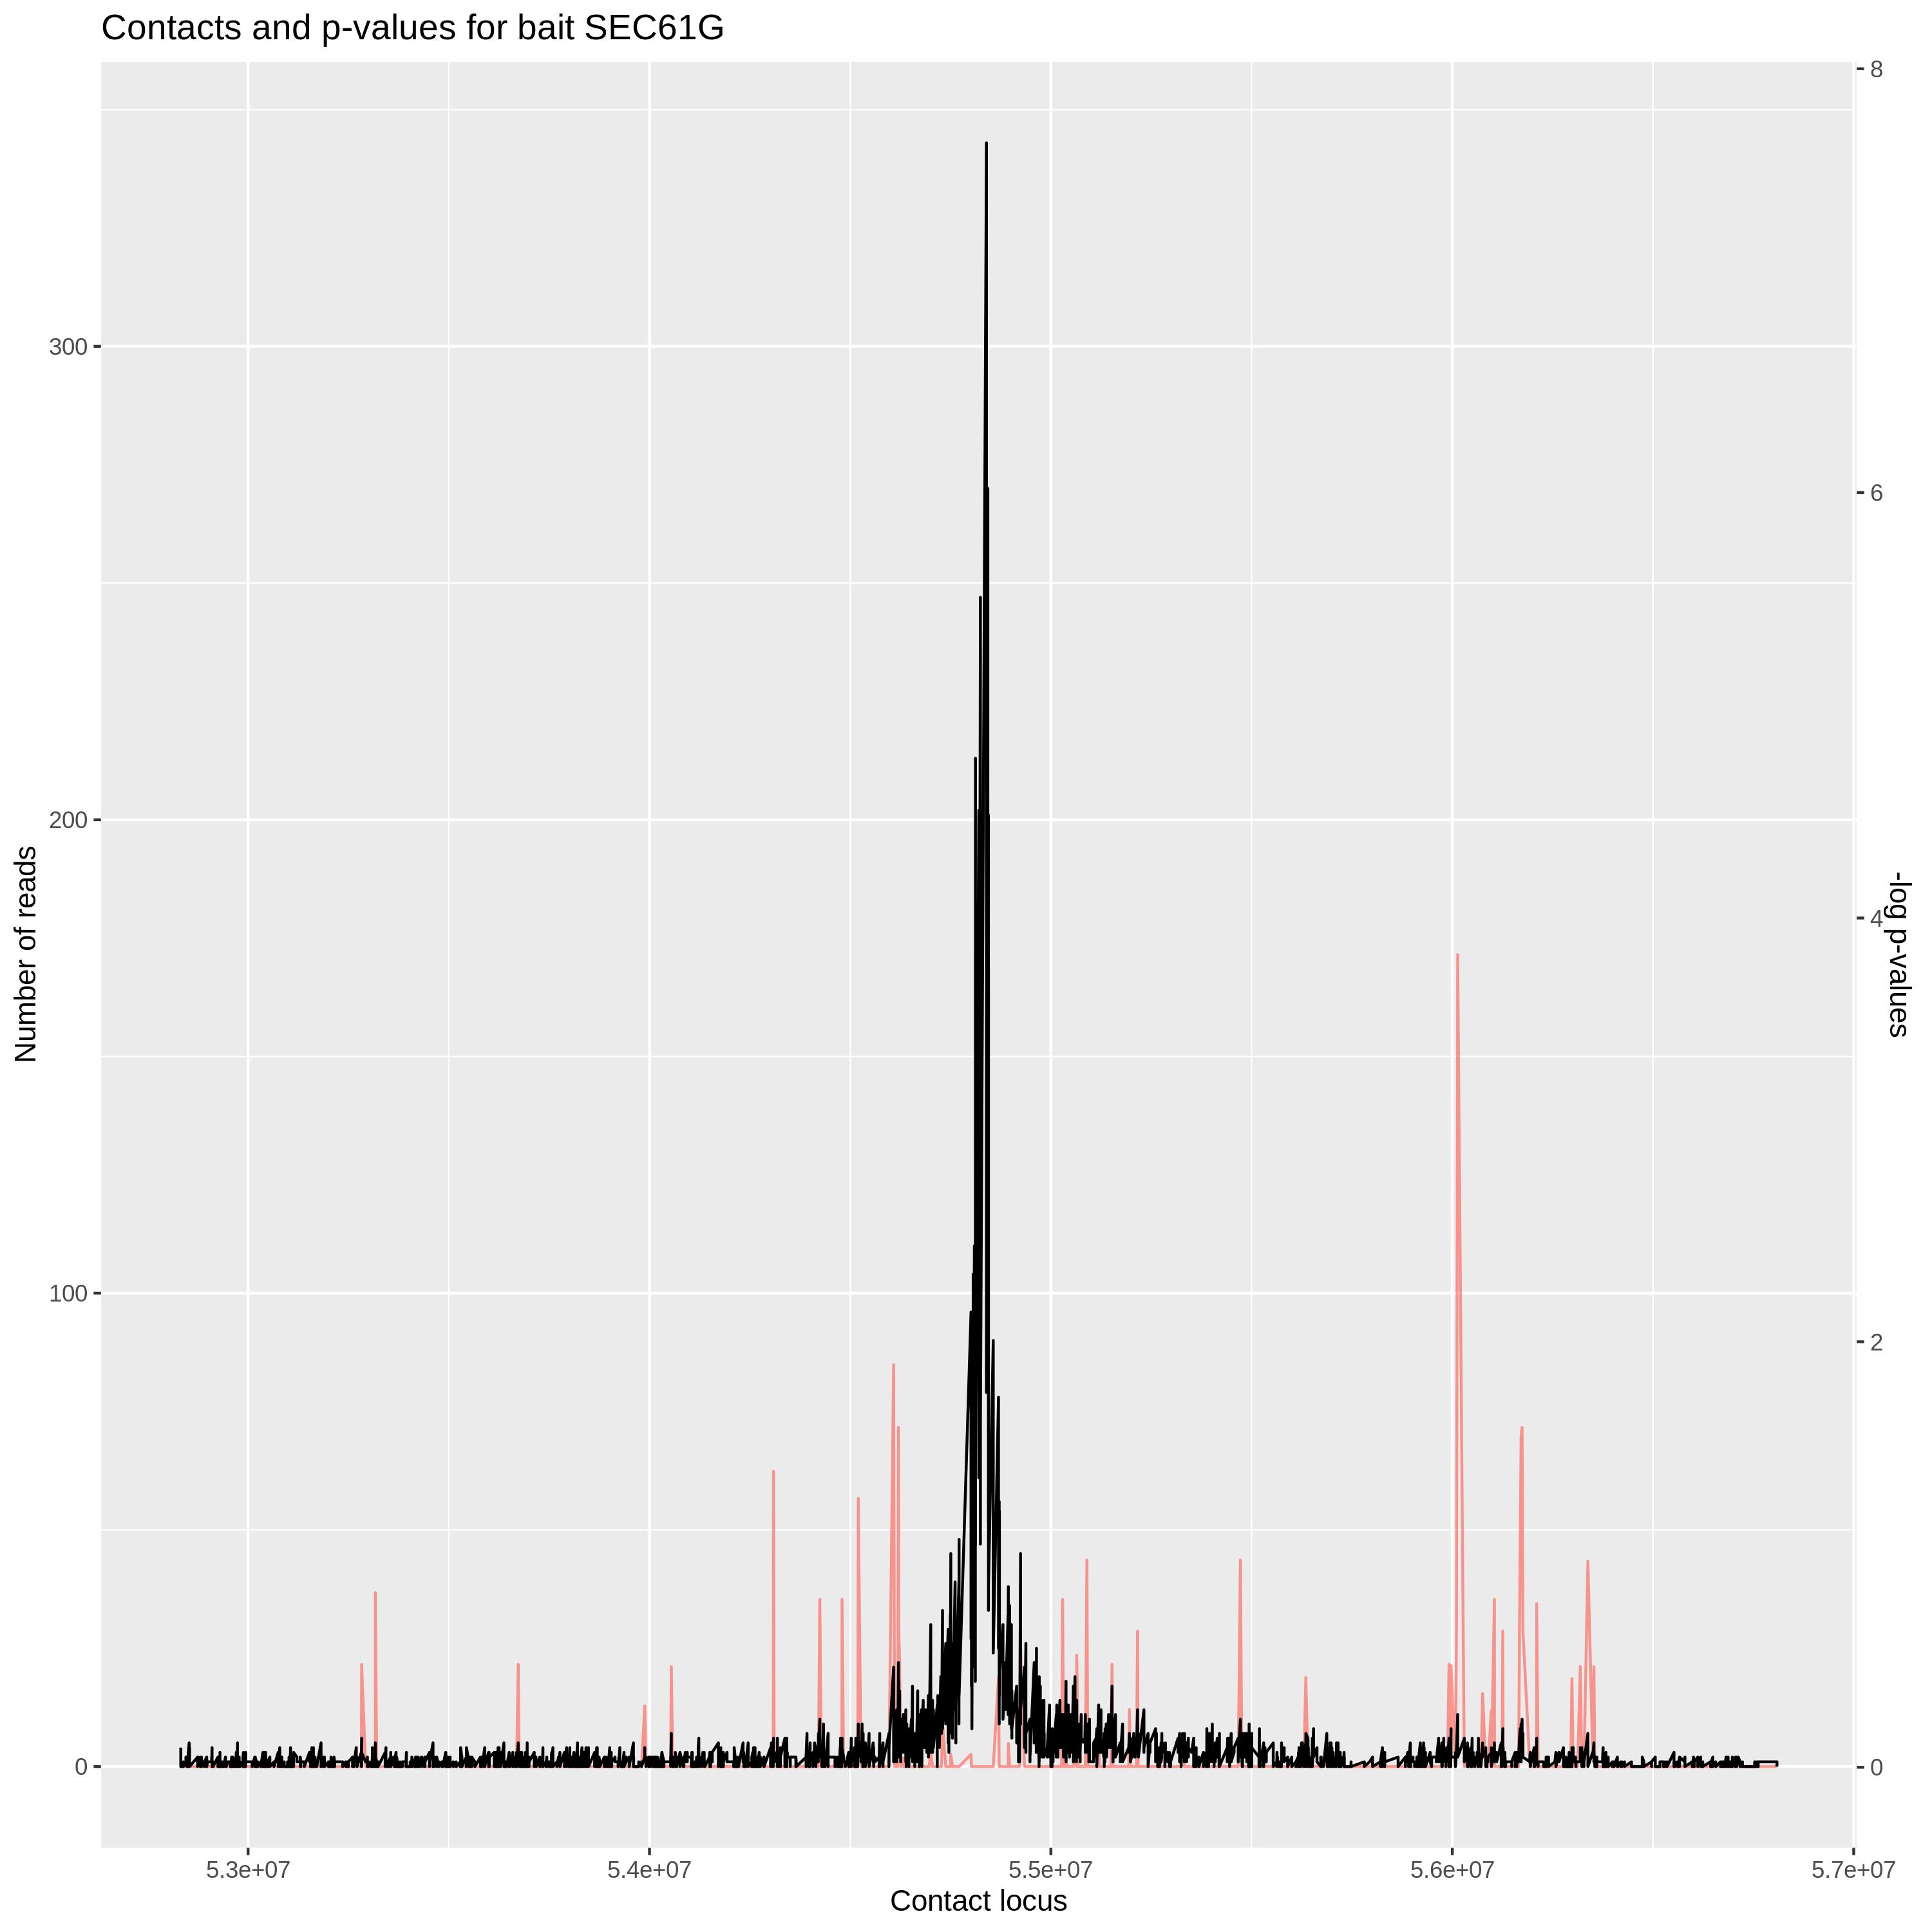 Contacts and p-values for bait SEC61G
8
300
6
200
4
100
2
0
0
Number of reads
-log p-values
5.3e+07
5.4e+07
5.5e+07
5.6e+07
5.7e+07
Contact locus